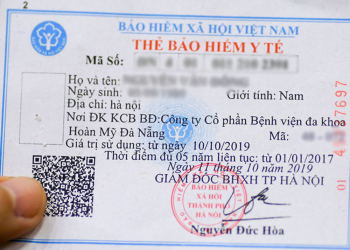 2
BẢO HIỂM XÃ HỘI VIỆT NAM
THẺ BẢO HIỂM Y TẾ
Mã Số:
Họ và tên:
Ngày sinh: Giới tính: Nam
Địa chỉ: hà nội
Nơi ĐK KCB BĐ: Công ty Cổ phần Bệnh viện đa khoa
Hoàn Mỹ Đà Nẵng Mã:
Giá trị sử dụng: từ ngày 10/10/2019
Thời điểm đủ 05 năm liên tục: từ 01/01/2017
Ngày 11 tháng 10 năm 2019
GIÁM ĐỐC BHXH TP HÀ NỘI
BẢO HIỂM
XÃ HỘI
THÀNH PHỐ
HÀ NỘI
Nguyễn Đức Hòa